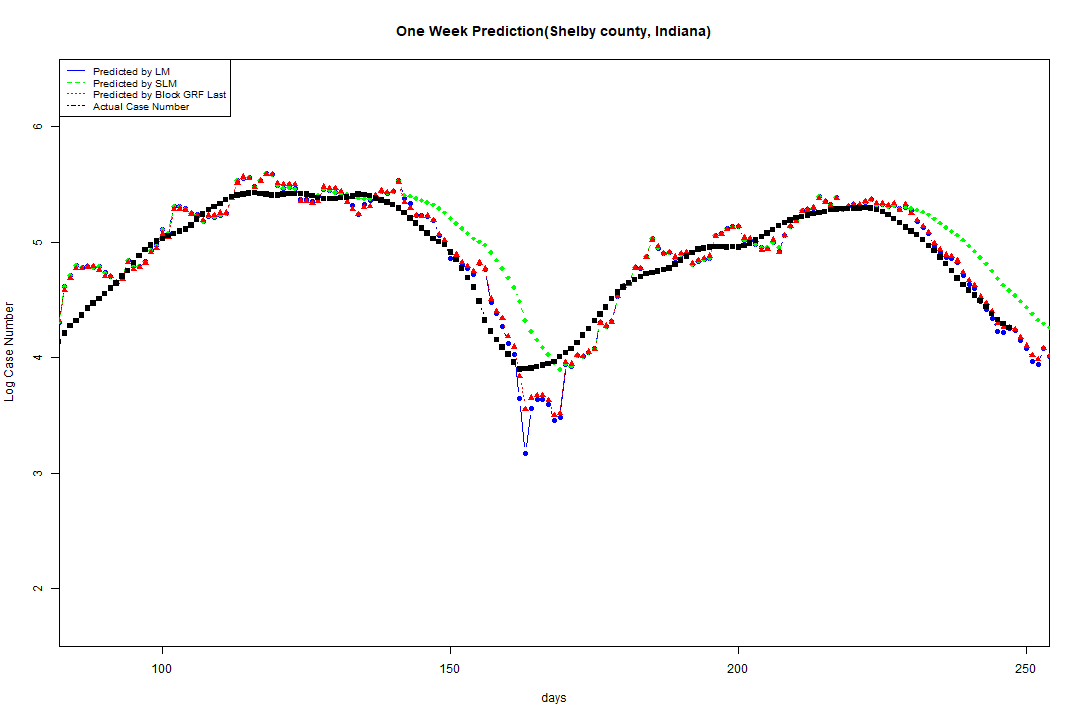 One Week Prediction(Shelby county, Indiana)
Predicted by LM
Predicted by SLM
Predicted by Block GRF Last
Actual Case Number
6
5
4
3
2
Log Case Number
100
150
200
250
days